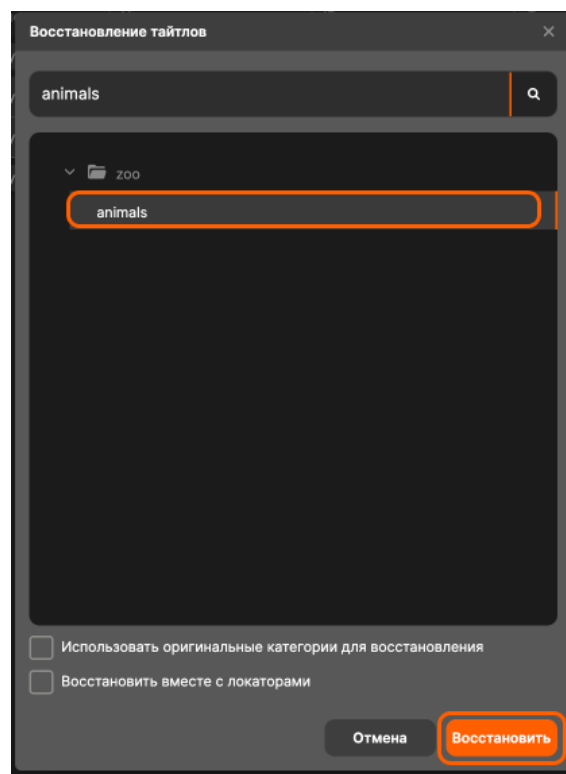 Восстановление тайтлов
animals
zoo
animals
Использовать оригинальные категории для восстановления
Восстановить вместе с локаторами
Отмена
Восстановить